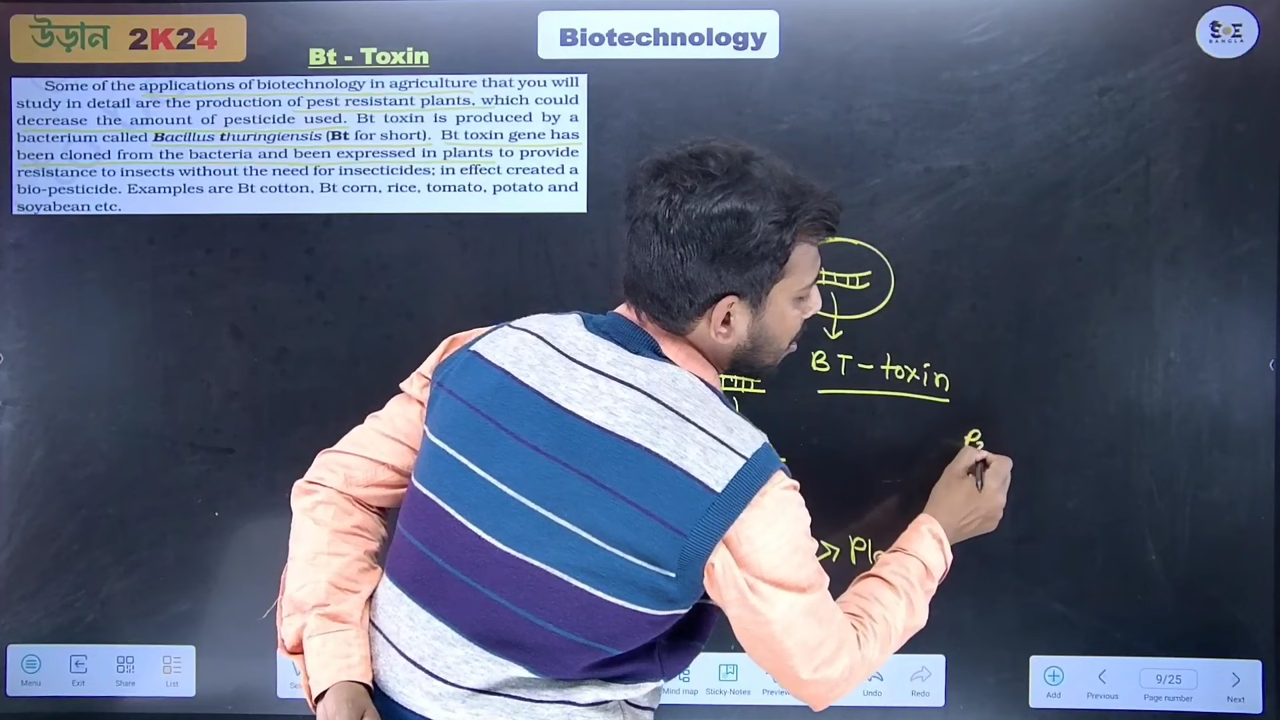 উড়ান 2K24
Biotechnology
Bt - Toxin
Some of the applications of biotechnology in agriculture that you will
study in detail are the production of pest resistant plants, which could
decrease the amount of pesticide used. Bt toxin is produced by a
bacterium called Bacillus thuringiensis (Bt for short). Bt toxin gene has
been cloned from the bacteria and been expressed in plants to provide
resistance to insects without the need for insecticides; in effect created a
bio-pesticide. Examples are Bt cotton, Bt corn, rice, tomato, potato and
soyabean etc.
BT - toxin
Menu
Exit
Share
List
Mind map
Sticky-Notes
Undo
Redo
Add
Previous
9/25
Page number
Next
BANGLA